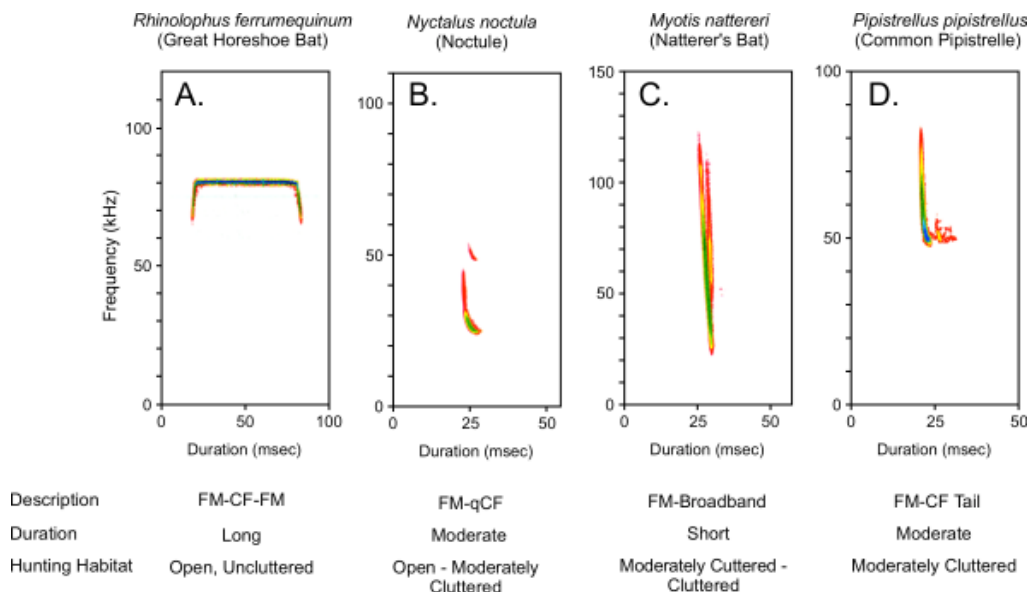 Rhinolophus ferrumequinum
(Great Horeshoe Bat)
Nyctalus noctula
(Noctule)
Myotis nattereri
(Natterer's Bat)
Pipistrellus pipistrellus
(Common Pipistrelle)
A.
B.
C.
D.
Frequency (kHz)
100
50
0
0 50 100
Duration (msec)
100
50
0
0 25 50
Duration (msec)
150
100
50
0
0 25 50
Duration (msec)
100
50
0
0 25 50
Duration (msec)
Description FM-CF-FM FM-qCF FM-Broadband FM-CF Tail
Duration Long Moderate Short Moderate
Hunting Habitat Open, Uncluttered Open - Moderately Cluttered Moderately Cuttered - Cluttered Moderately Cluttered